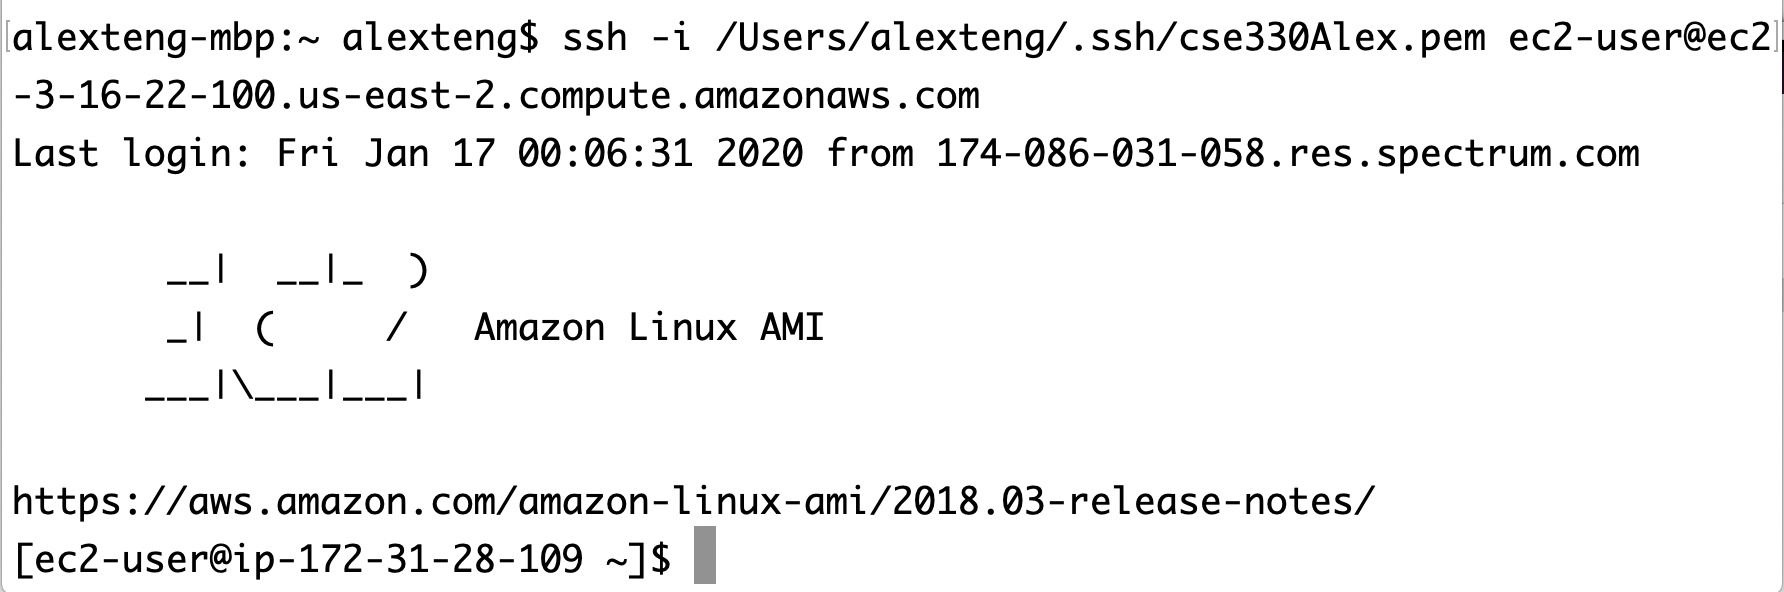 alexteng-mbp:~ alexteng$ ssh -i /Users/alexteng/.ssh/cse330Alex.pem ec2-user@ec2
-3-16-22-100.us-east-2.compute.amazonaws.com
Last login: Fri Jan 17 00:06:31 2020 from 174-086-031-058.res.spectrum.com

       __|  __|_  )
       _|  (     /   Amazon Linux AMI
      ___|\___|___|

https://aws.amazon.com/amazon-linux-ami/2018.03-release-notes/
[ec2-user@ip-172-31-28-109 ~]$